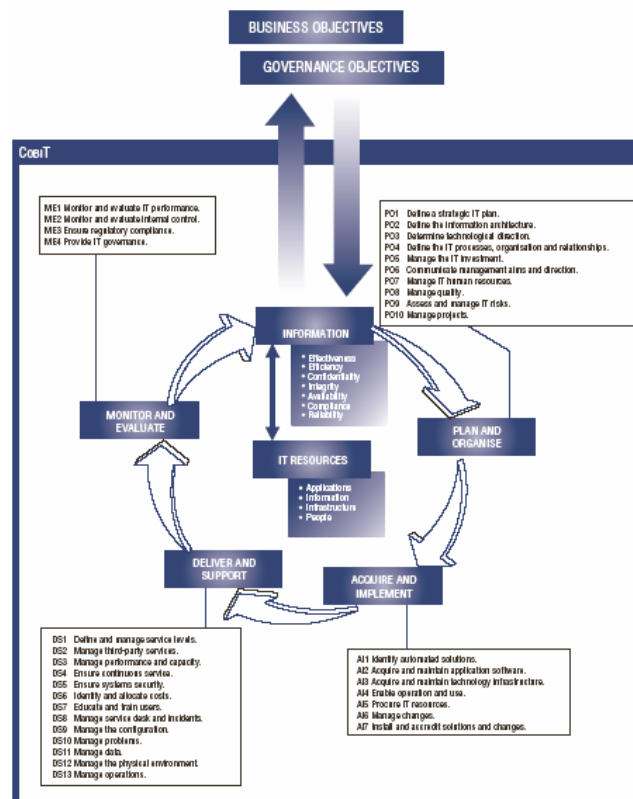 BUSINESS OBJECTIVES
GOVERNANCE OBJECTIVES
COBIT
ME1 Monitor and evaluate IT performance.
ME2 Monitor and evaluate internal control.
ME3 Ensure regulatory compliance.
ME4 Provide IT governance.
PO1 Define a strategic IT plan.
PO2 Define the information architecture.
PO3 Determine technological direction.
PO4 Define the IT processes, organisation and relationships.
PO5 Manage the IT investment.
PO6 Communicate management aims and direction.
PO7 Manage IT human resources.
PO8 Manage quality.
PO9 Assess and manage IT risks.
PO10 Manage projects.
INFORMATION
• Effectiveness
• Efficiency
• Confidentiality
• Integrity
• Availability
• Compliance
• Reliability
MONITOR AND
EVALUATE
PLAN AND
ORGANISE
IT RESOURCES
• Applications
• Information
• Infrastructure
• People
DELIVER AND
SUPPORT
ACQUIRE AND
IMPLEMENT
DS1 Define and manage service levels.
DS2 Manage third-party services.
DS3 Manage performance and capacity.
DS4 Ensure continuous service.
DS5 Ensure systems security.
DS6 Identify and allocate costs.
DS7 Educate and train users.
DS8 Manage service desk and incidents.
DS9 Manage the configuration.
DS10 Manage problems.
DS11 Manage data.
DS12 Manage the physical environment.
DS13 Manage operations.
AI1 Identify automated solutions.
AI2 Acquire and maintain application software.
AI3 Acquire and maintain technology infrastructure.
AI4 Enable operation and use.
AI5 Procure IT resources.
AI6 Manage changes.
AI7 Install and accredit solutions and changes.